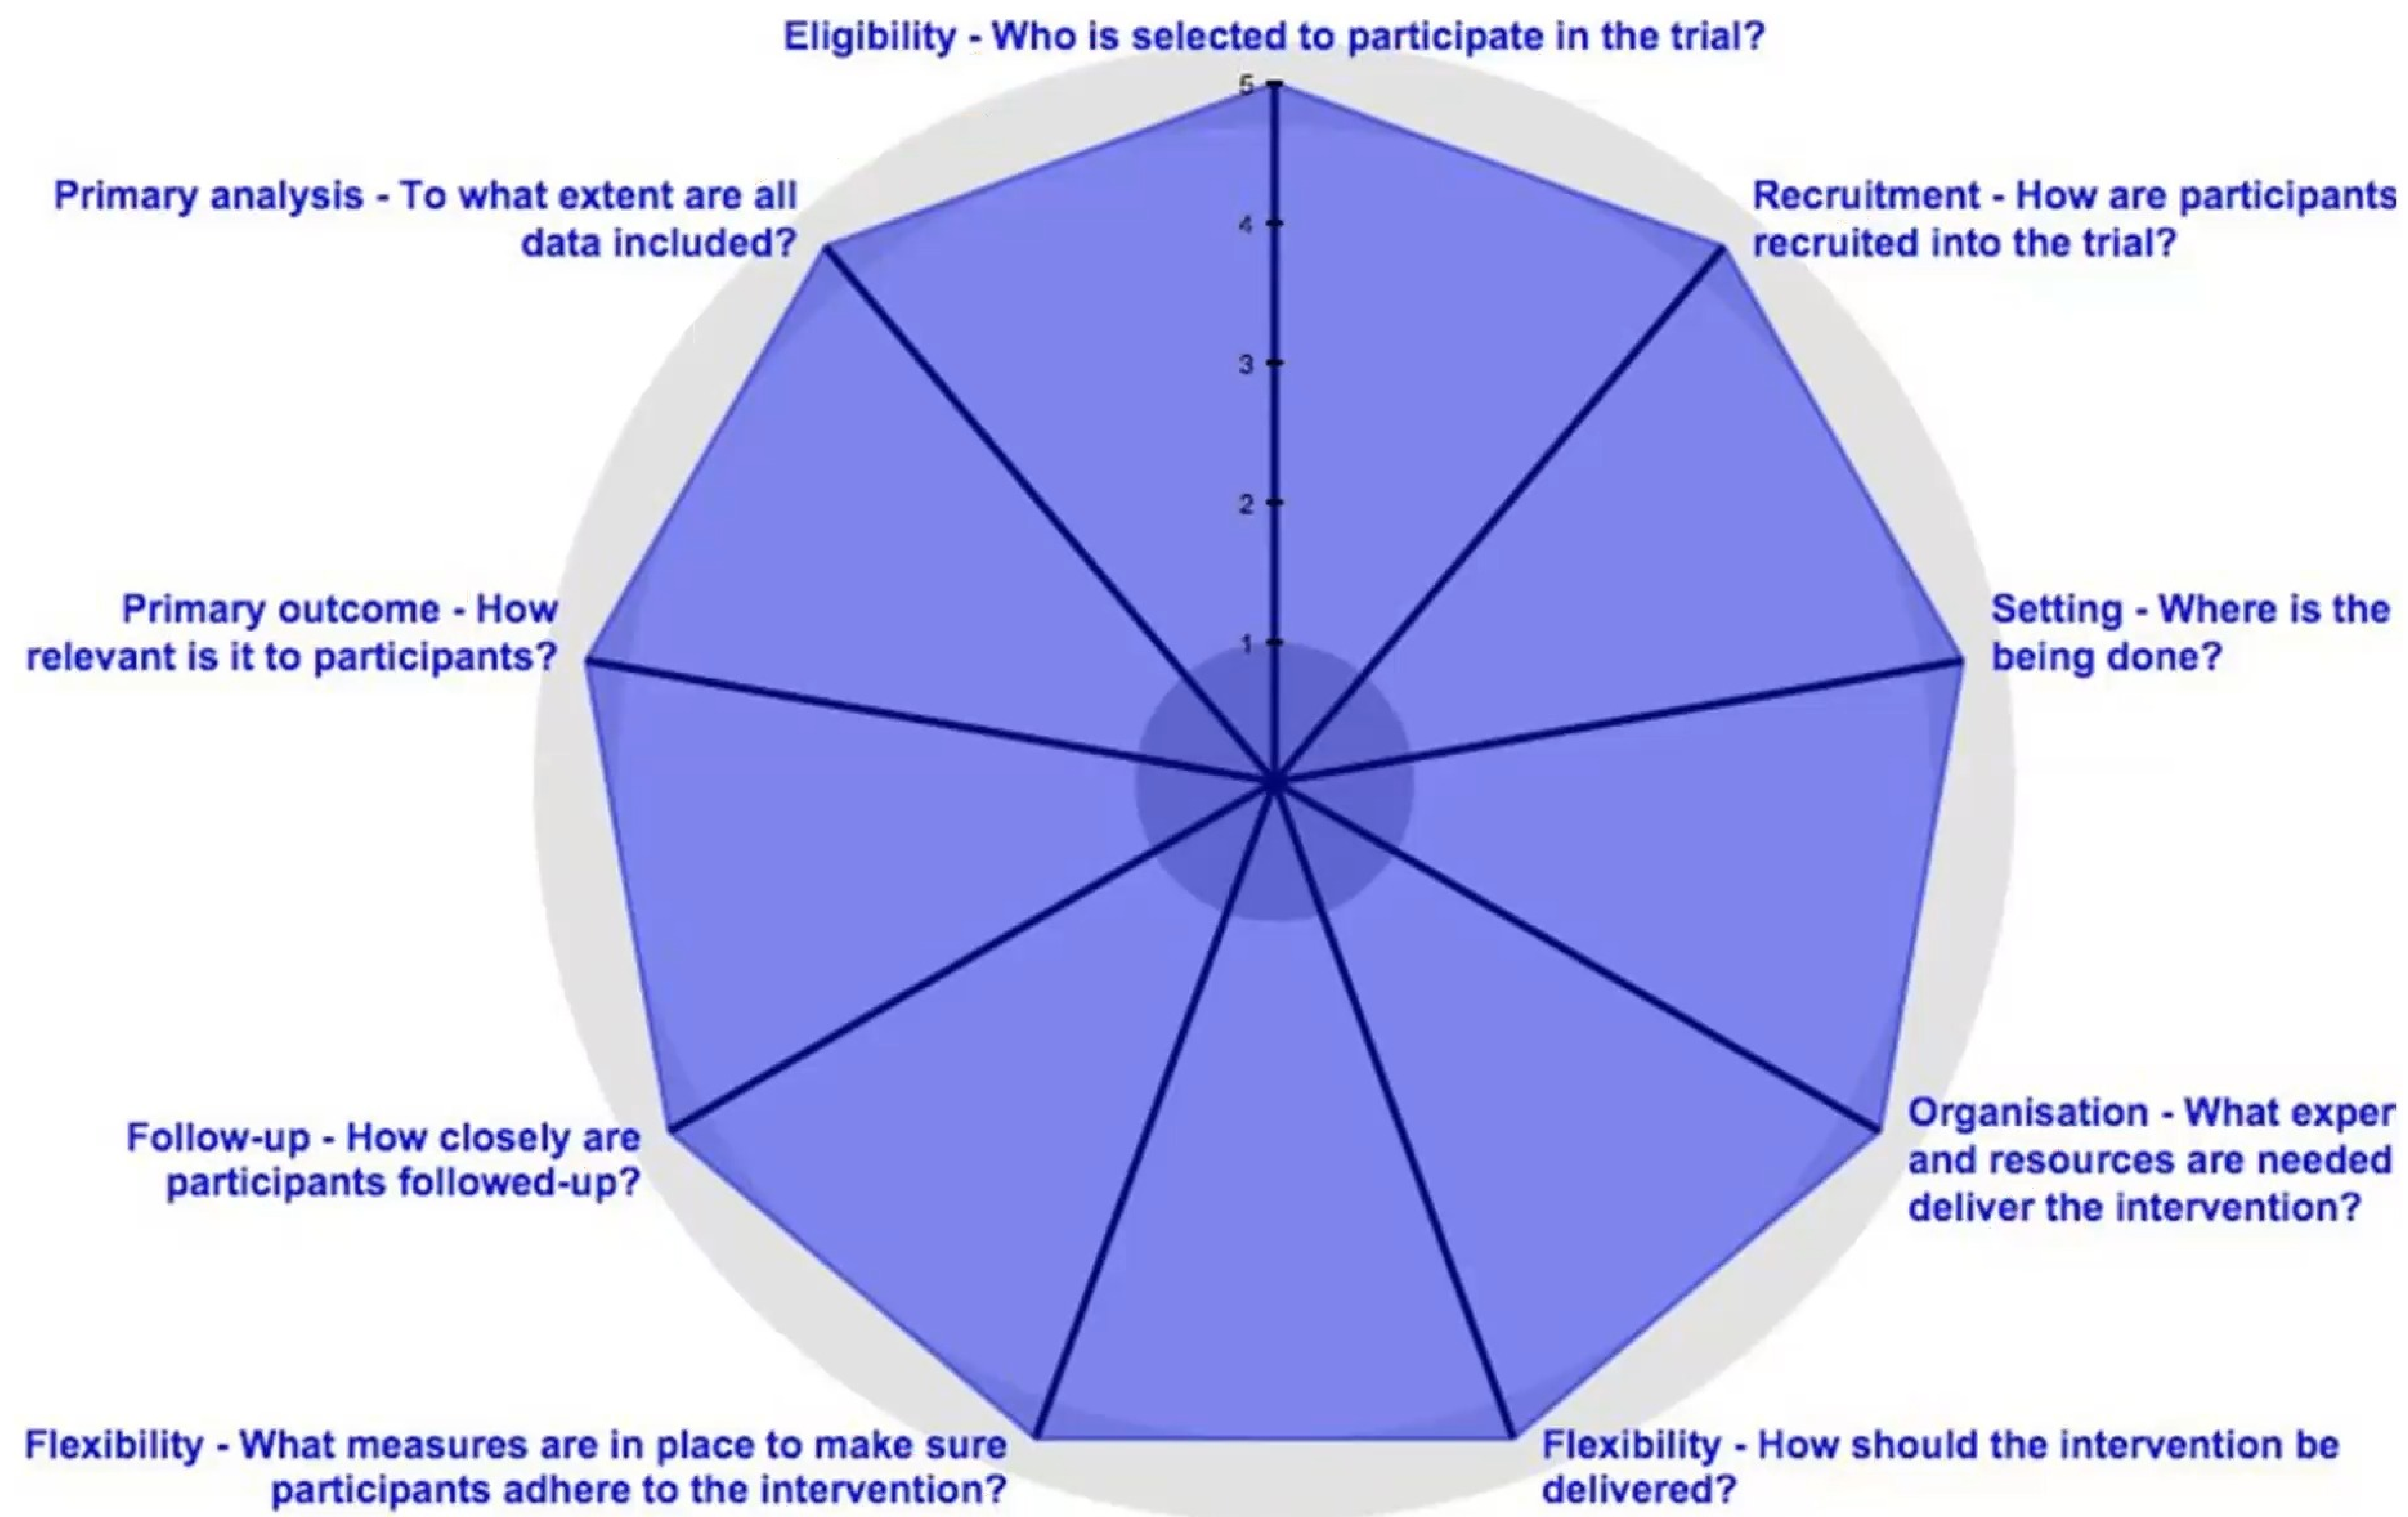 Eligibility - Who is selected to participate in the trial?
5
4
3
2
1
Recruitment - How are participants
recruited into the trial?
Setting - Where is the
being done?
Organisation - What exper
and resources are needed
deliver the intervention?
Flexibility - How should the intervention be
delivered?
Flexibility - What measures are in place to make sure
participants adhere to the intervention?
Follow-up - How closely are
participants followed-up?
Primary outcome - How
relevant is it to participants?
Primary analysis - To what extent are all
data included?